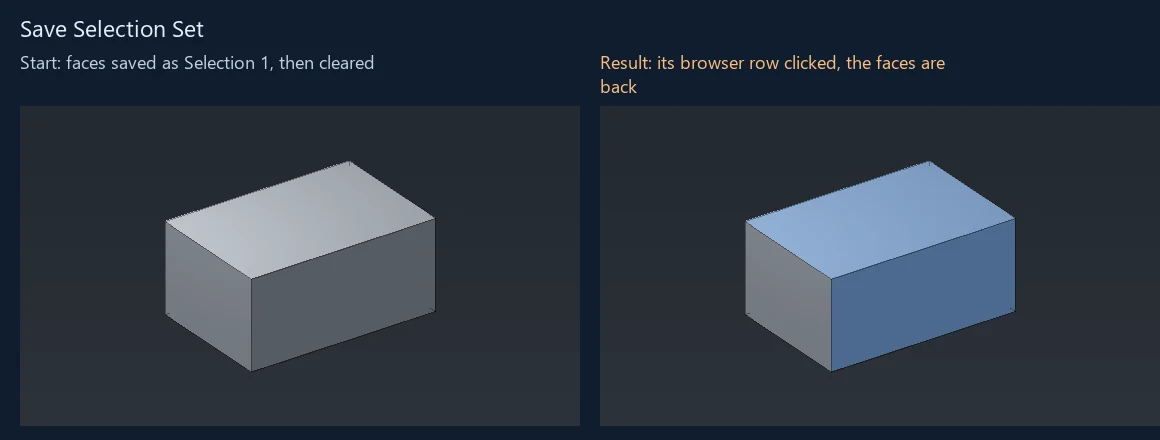 Save Selection Set
Start: faces saved as Selection 1, then cleared
Result: its browser row clicked, the faces are
back